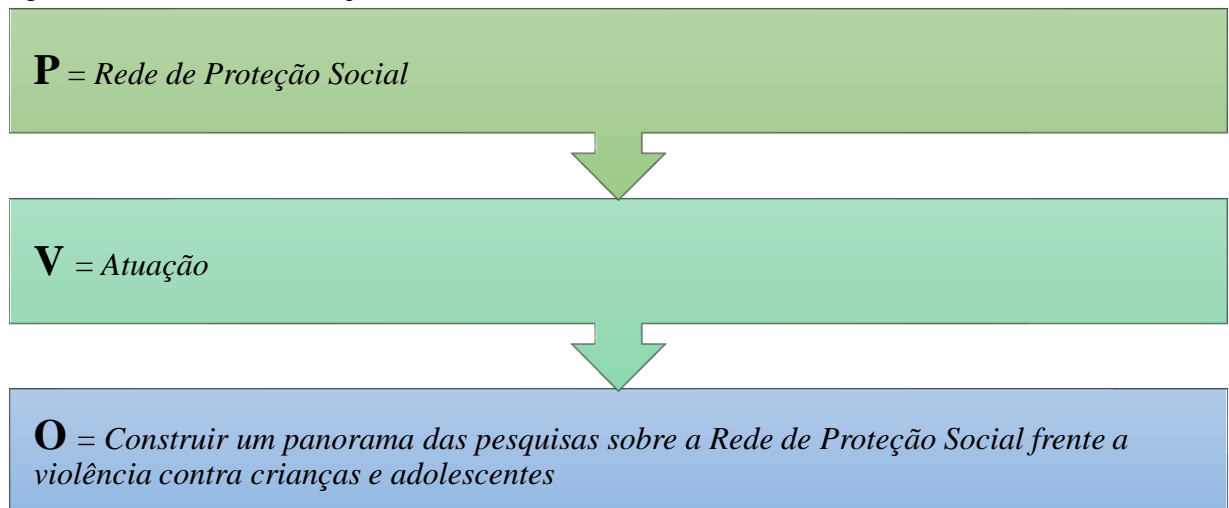 P = Rede de Proteção Social
V = Atuação
O = Construir um panorama das pesquisas sobre a Rede de Proteção Social frente a
violência contra crianças e adolescentes